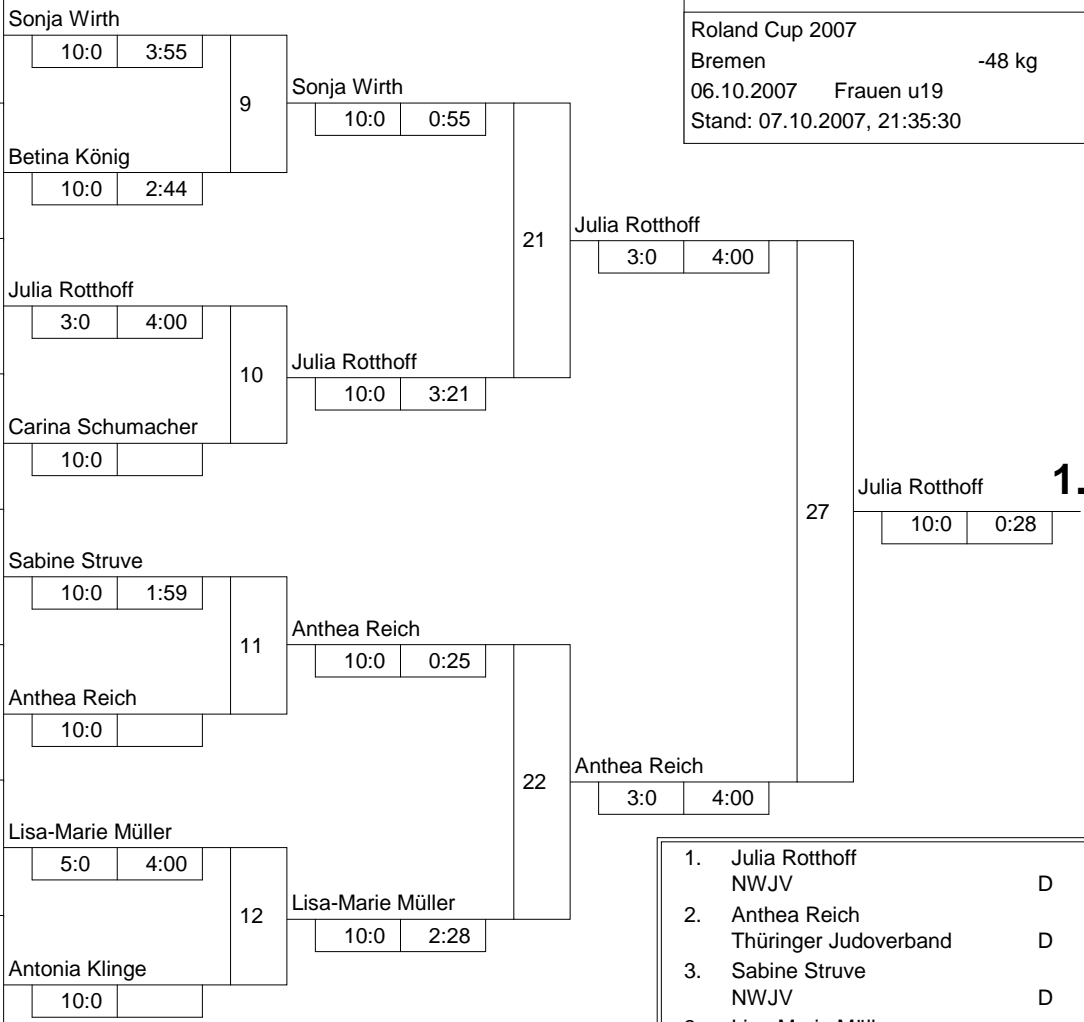 Sonja Wirth
10:0 3:55
9
Betina König
10:0 2:44
Julia Rotthoff
3:0 4:00
10
Carina Schumacher
10:0
Sabine Struve
10:0 1:59
11
Anthea Reich
10:0
Lisa-Marie Müller
5:0 4:00
12
Antonia Klinge
10:0
Sonja Wirth
10:0 0:55
21
Julia Rotthoff
10:0 3:21
Anthea Reich
10:0 0:25
22
Lisa-Marie Müller
10:0 2:28
Julia Rotthoff
3:0 4:00
27
Anthea Reich
3:0 4:00
Julia Rotthoff 1.
10:0 0:28
Roland Cup 2007
Bremen -48 kg
06.10.2007 Frauen u19
Stand: 07.10.2007, 21:35:30
1. Julia Rotthoff
NWJV D
2. Anthea Reich
Thüringer Judoverband D
3. Sabine Struve
NWJV D